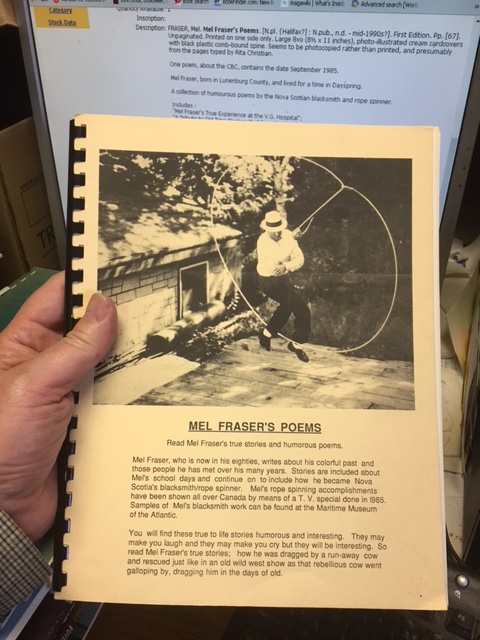 Category
Stock Data
Inscription:
Description: FRASER, Mel. Mel Fraser's Poems. [N.pl. (Halifax?] : N.pub., n.d. - mid-1990s?]. First Edition. Pp. [67].
Unpaginated. Printed on one side only. Large 8vo (8½ x 11 inches), photo-illustrated cream cardcovers
with black plastic comb-bound spine. Seems to be photocopied rather than printed, and presumably
from the pages typed by Rita Christian.
One poem, about the CBC, contains the date September 1985.
Mel Fraser, born in Lunenburg County, and lived for a time in Dayspring.
A collection of humorous poems by the Nova Scotian blacksmith and rope spinner.
Includes :
"Mel Fraser's True Experience at the V.G. Hospital";
MEL FRASER'S POEMS
Read Mel Fraser's true stories and humorous poems.
Mel Fraser, who is now in his eighties, writes about his colorful past and
those people he has met over his many years. Stories are included about
Mel's school days and continue on to include how he became Nova
Scotia's blacksmith/rope spinner. Mel's rope spinning accomplishments
have been shown all over Canada by means of a T. V. special done in I985.
Samples of Mel's blacksmith work can be found at the Maritime Museum
of the Atlantic.
You will find these true to life stories humorous and interesting. They may
make you laugh and they may make you cry but they will be interesting. So
read Mel Fraser's true stories; how he was dragged by a run-away cow
and rescued just like in an old wild west show as that rebellious cow went
galloping by, dragging him in the days of old.